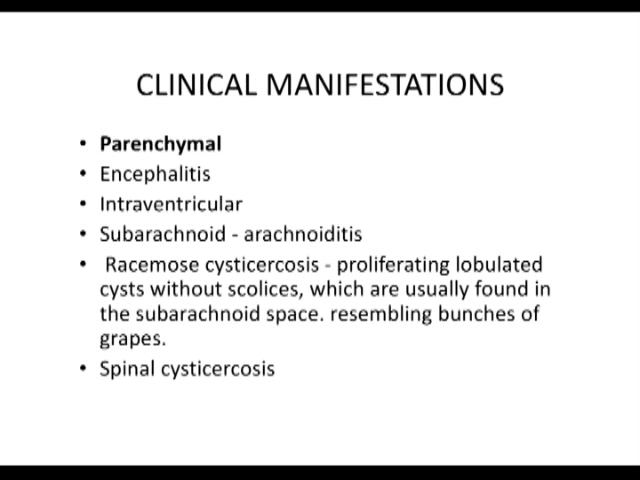 CLINICAL MANIFESTATIONS
• Parenchymal
• Encephalitis
• Intraventricular
• Subarachnoid - arachnoiditis
• Racemose cysticercosis - proliferating lobulated
cysts without scolices, which are usually found in
the subarachnoid space. resembling bunches of
grapes.
• Spinal cysticercosis